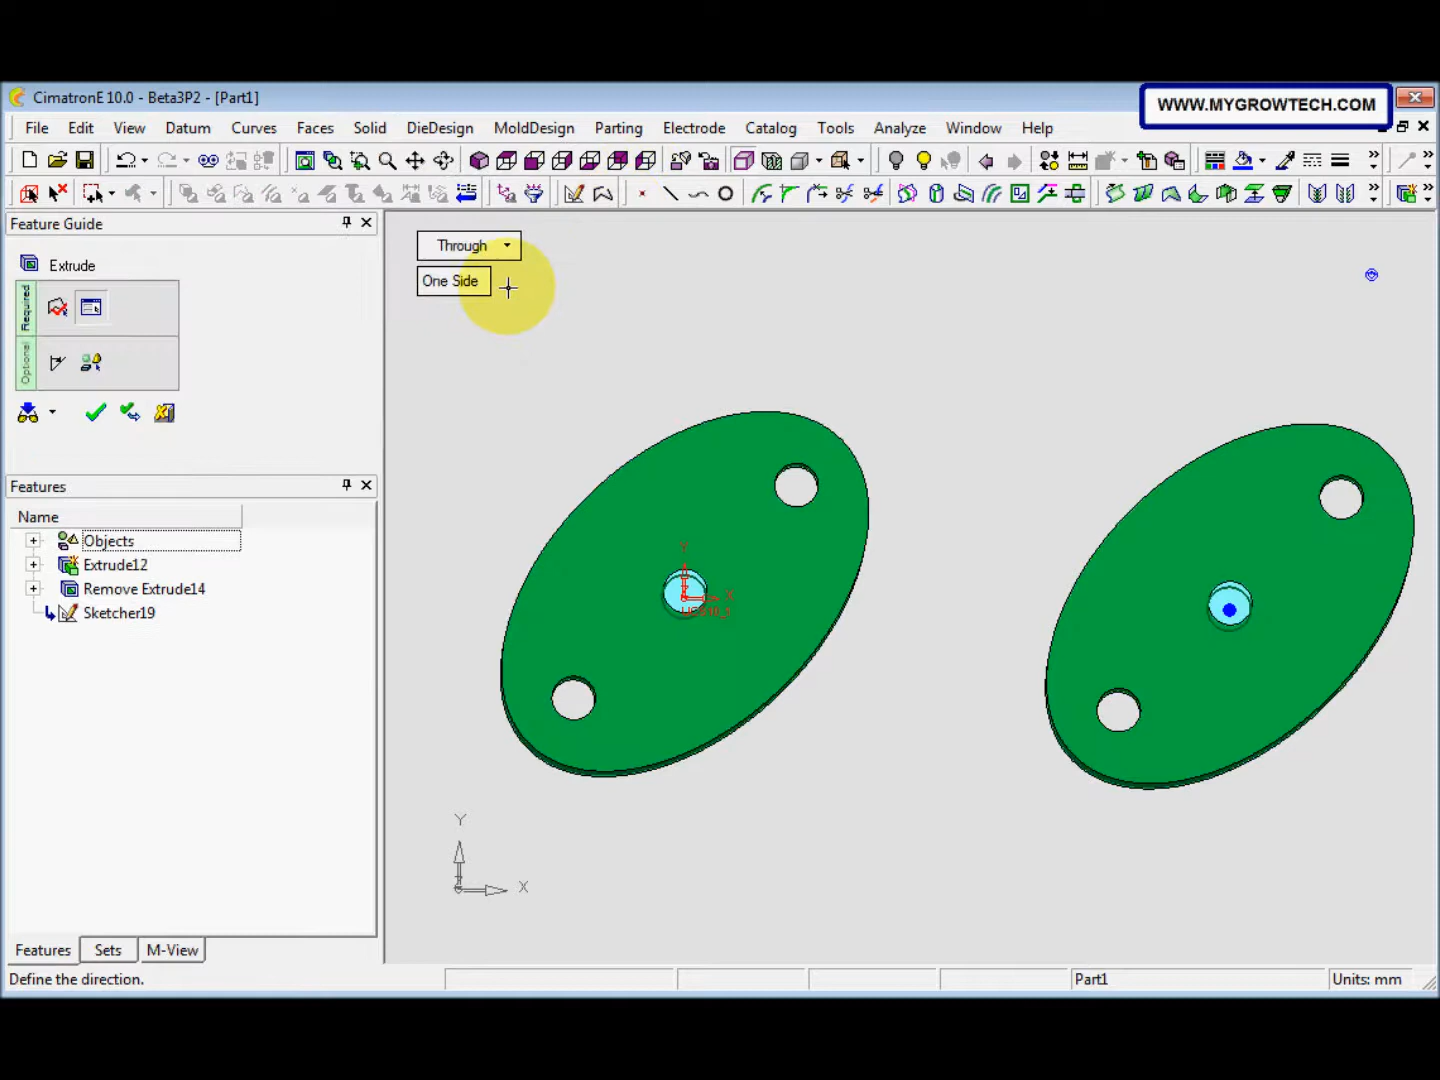 CimatronE 10.0 - Beta3P2 - [Part1]
WWW.MYGROWTECH.COM
File Edit View Datum Curves Faces Solid DieDesign MoldDesign Parting Electrode Catalog Tools Analyze Window Help
Feature Guide
Extrude
Required
Optional
Through
One Side
Features
Name
Objects
Extrude12
Remove Extrude14
Sketcher19
Y
X
Y
X
Features Sets M-View
Define the direction.
Part1
Units: mm